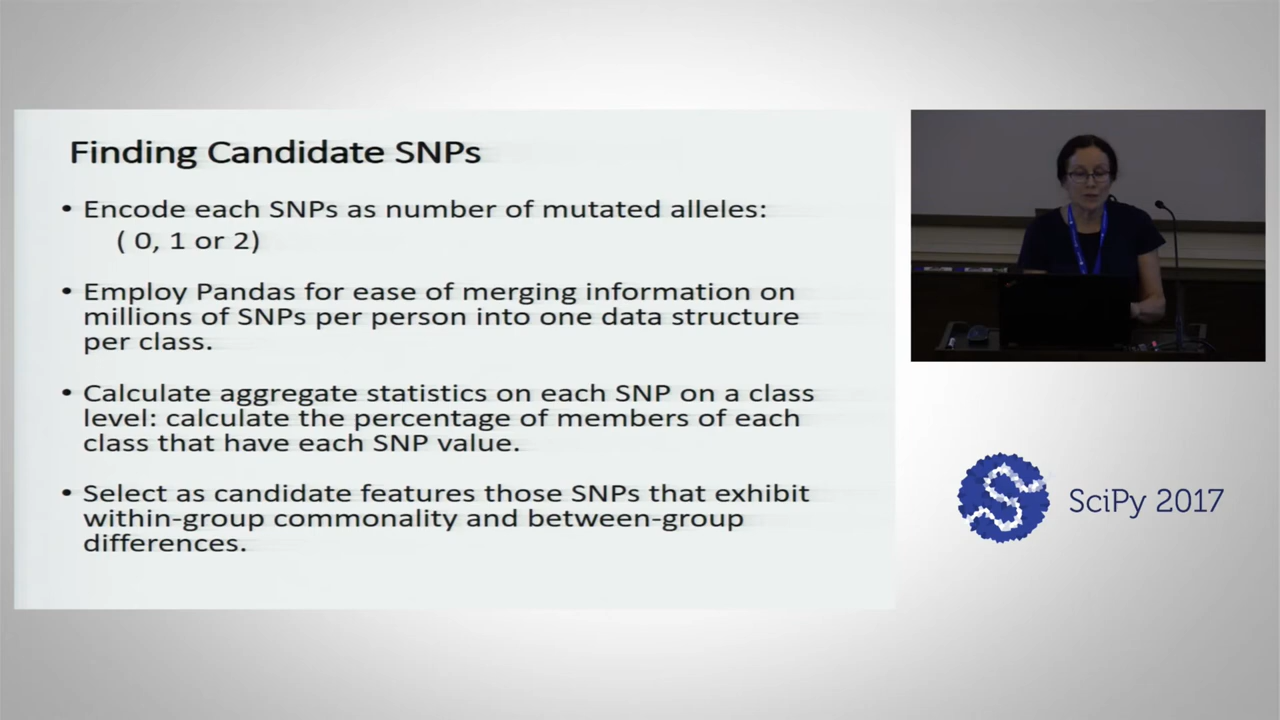 Finding Candidate SNPs
• Encode each SNPs as number of mutated alleles:
( 0, 1 or 2)
• Employ Pandas for ease of merging information on
millions of SNPs per person into one data structure
per class.
• Calculate aggregate statistics on each SNP on a class
level: calculate the percentage of members of each
class that have each SNP value.
• Select as candidate features those SNPs that exhibit
within-group commonality and between-group
differences.
SciPy 2017